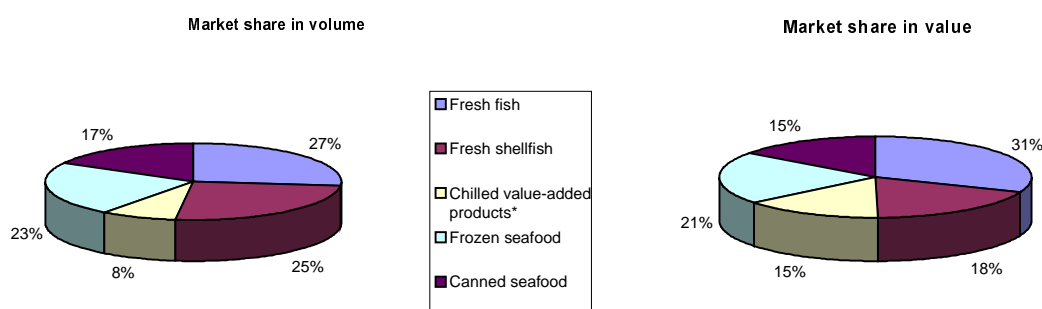 Market share in volume
17%
27%
23%
8%
25%
Fresh fish
Fresh shellfish
Chilled value-added
products*
Frozen seafood
Canned seafood
Market share in value
15%
31%
21%
15%
18%